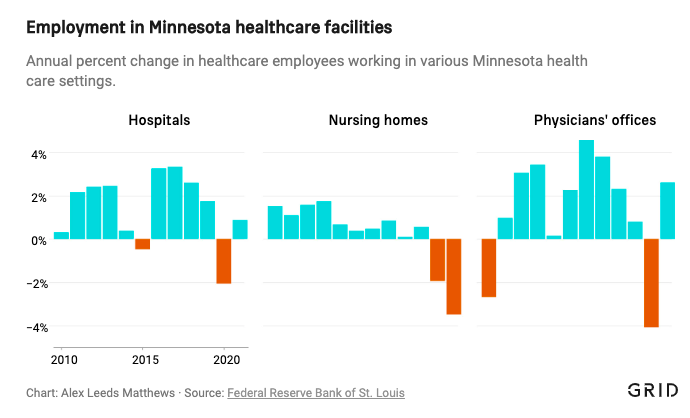 Employment in Minnesota healthcare facilities
Annual percent change in healthcare employees working in various Minnesota health
care settings.
Hospitals
Nursing homes
Physicians' offices
4%
2%
0%
−2%
−4%
2010
2015
2020
Chart: Alex Leeds Matthews · Source: Federal Reserve Bank of St. Louis
GRID